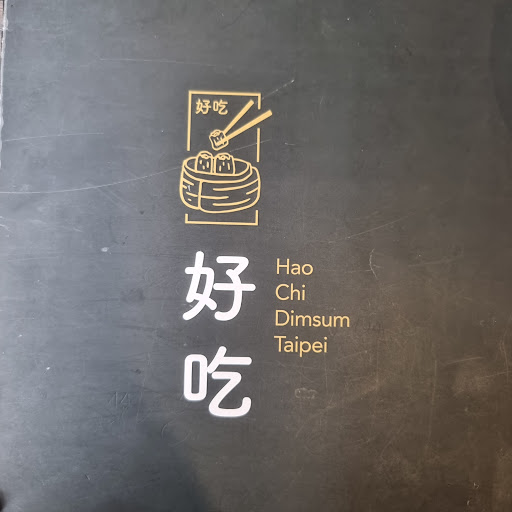 好吃
好吃
Hao
Chi
Dimsum
Taipei